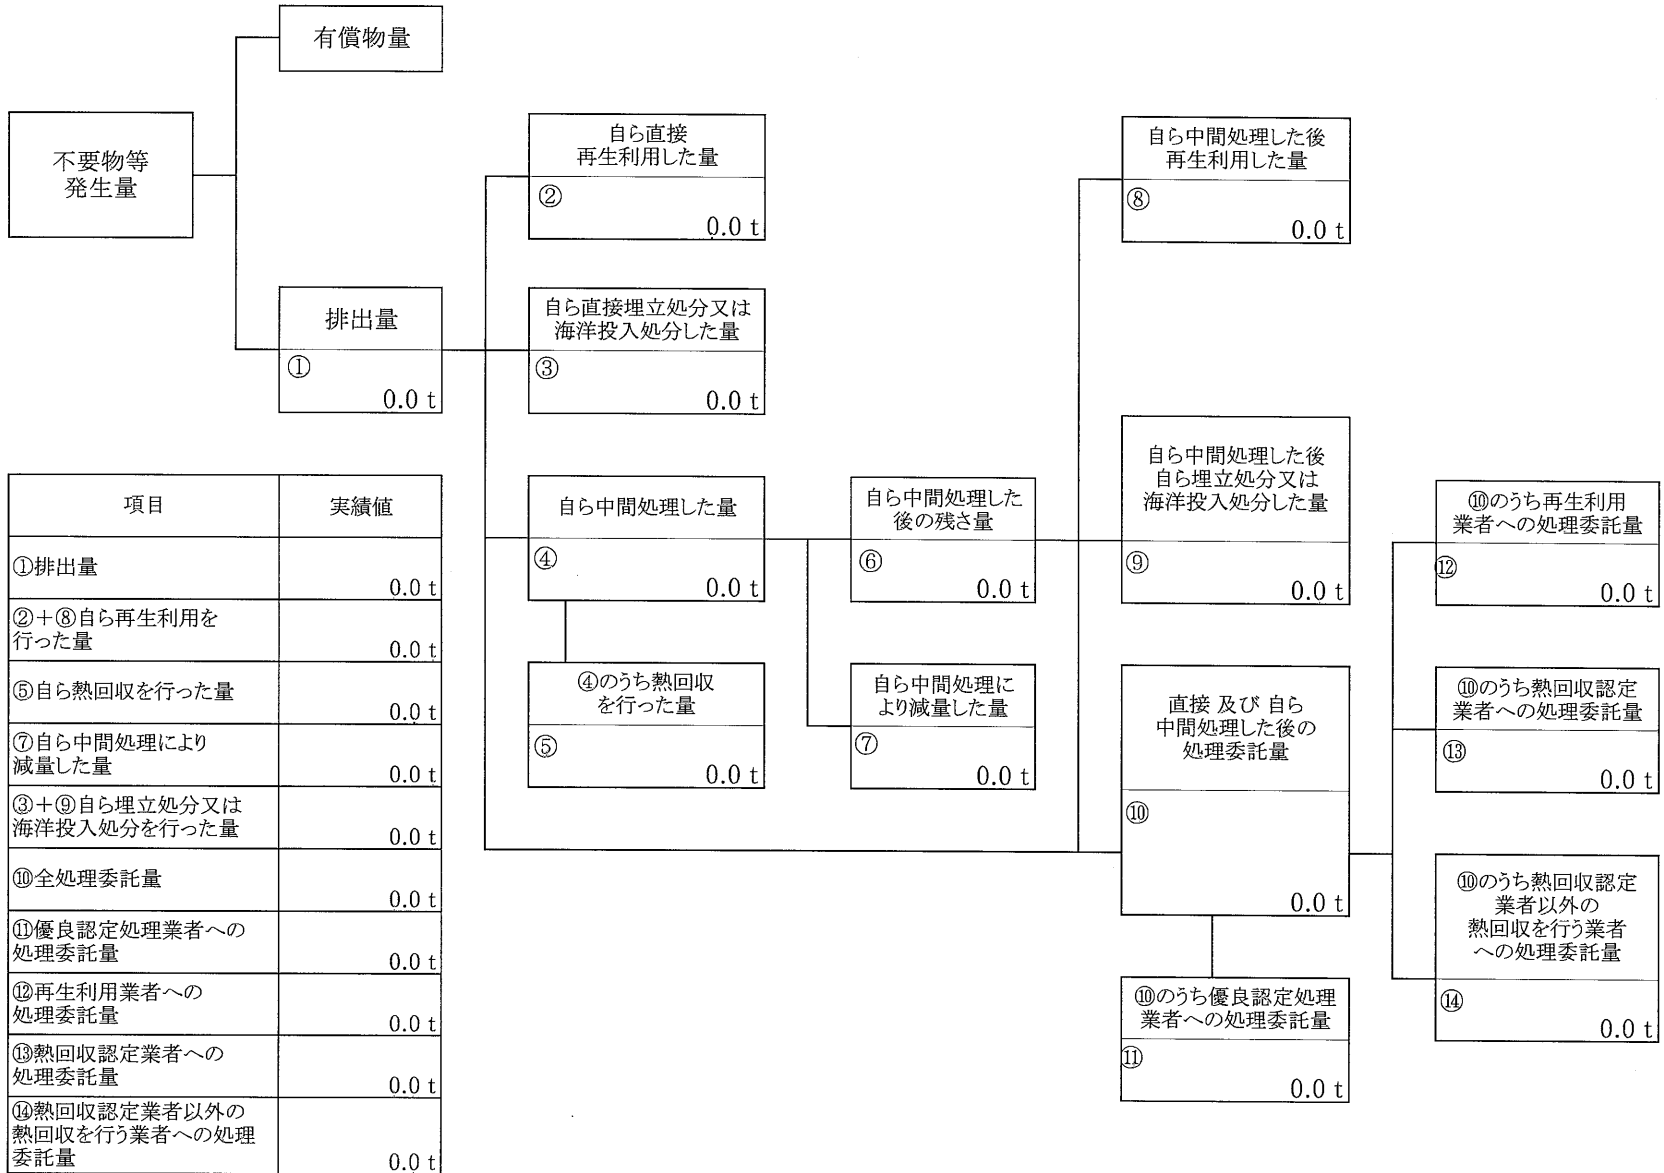 有償物量
不要物等
発生量
排出量
①
0.0 t
自ら直接
再生利用した量
②
0.0 t
自ら直接埋立処分又は
海洋投入処分した量
③
0.0 t
自ら中間処理した量
④
0.0 t
④のうち熱回収
を行った量
⑤
0.0 t
自ら中間処理した
後の残さ量
⑥
0.0 t
自ら中間処理に
より減量した量
⑦
0.0 t
自ら中間処理した後
再生利用した量
⑧
0.0 t
自ら中間処理した後
自ら埋立処分又は
海洋投入処分した量
⑨
0.0 t
直接 及び 自ら
中間処理した後の
処理委託量
⑩
0.0 t
⑩のうち優良認定処理
業者への処理委託量
⑪
0.0 t
⑩のうち再生利用
業者への処理委託量
⑫
0.0 t
⑩のうち熱回収認定
業者への処理委託量
⑬
0.0 t
⑩のうち熱回収認定
業者以外の
熱回収を行う業者
への処理委託量
⑭
0.0 t
項目 実績値
①排出量
0.0 t
②+⑧自ら再生利用を
行った量
0.0 t
⑤自ら熱回収を行った量
0.0 t
⑦自ら中間処理により
減量した量
0.0 t
③+⑨自ら埋立処分又は
海洋投入処分を行った量
0.0 t
⑩全処理委託量
0.0 t
⑪優良認定処理業者への
処理委託量
0.0 t
⑫再生利用業者への
処理委託量
0.0 t
⑬熱回収認定業者への
処理委託量
0.0 t
⑭熱回収認定業者以外の
熱回収を行う業者への処理
委託量
0.0 t